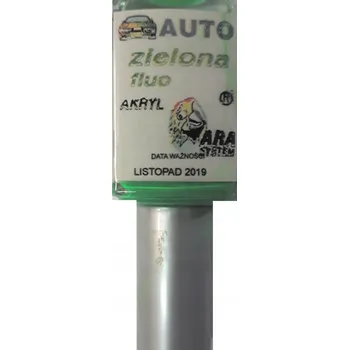 AUTO
zielona
fluo
AKRYL
®
ARA
SYSTEM
DATA WAŻNOŚCI
LISTOPAD 2019